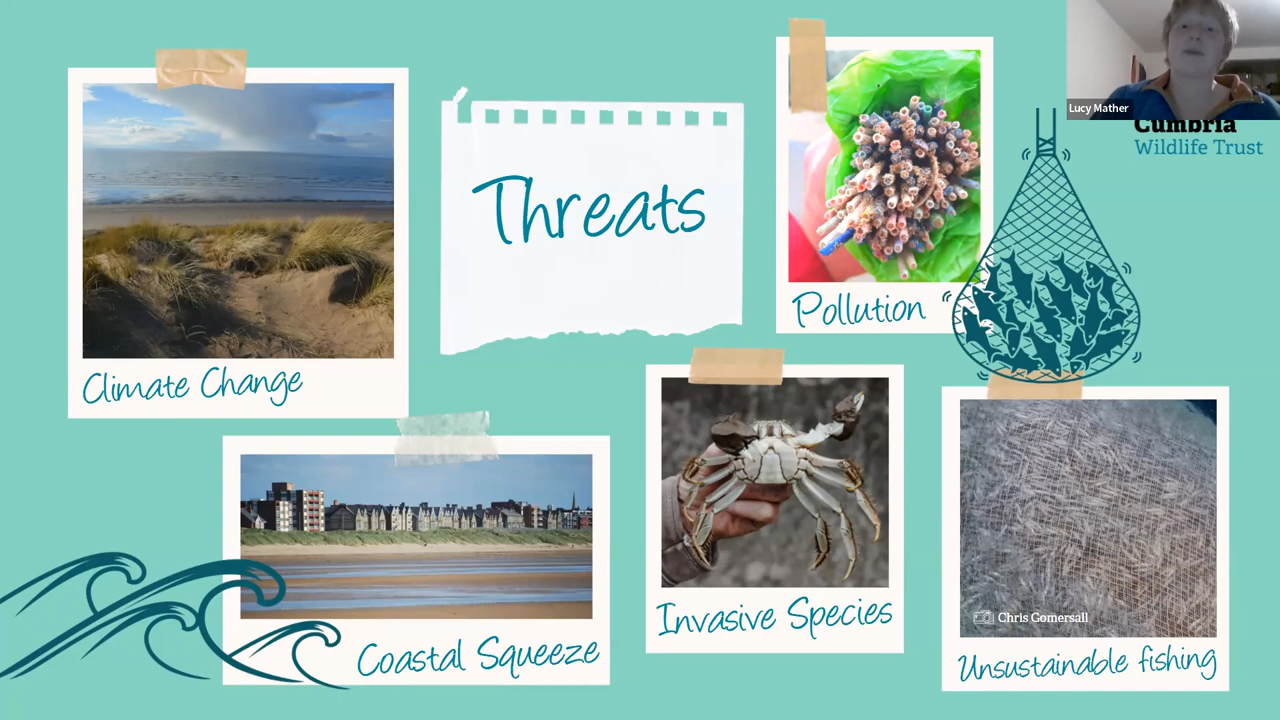 Threats
Climate Change
Pollution
Lucy Mather
Cumbria
Wildlife Trust
Coastal Squeeze
Invasive Species
Chris Gomersall
Unsustainable fishing